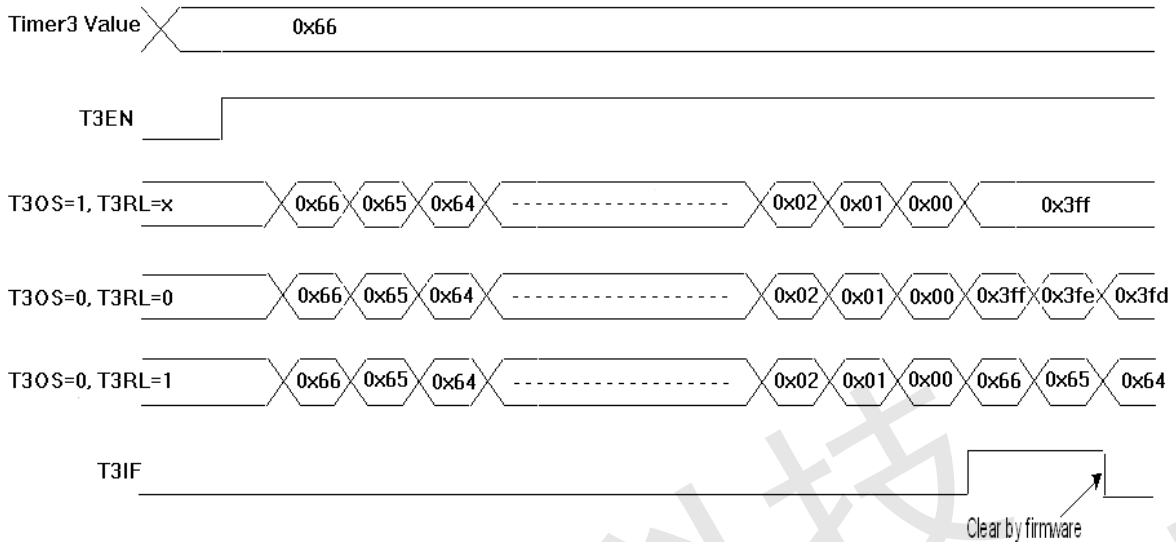 Timer3 Value 0x66
T3EN
T3OS=1, T3RL=x 0x66 0x65 0x64 0x02 0x01 0x00 0x3ff
T3OS=0, T3RL=0 0x66 0x65 0x64 0x02 0x01 0x00 0x3ff 0x3fe 0x3fd
T3OS=0, T3RL=1 0x66 0x65 0x64 0x02 0x01 0x00 0x66 0x65 0x64
T3IF
Clear by firmware
科技